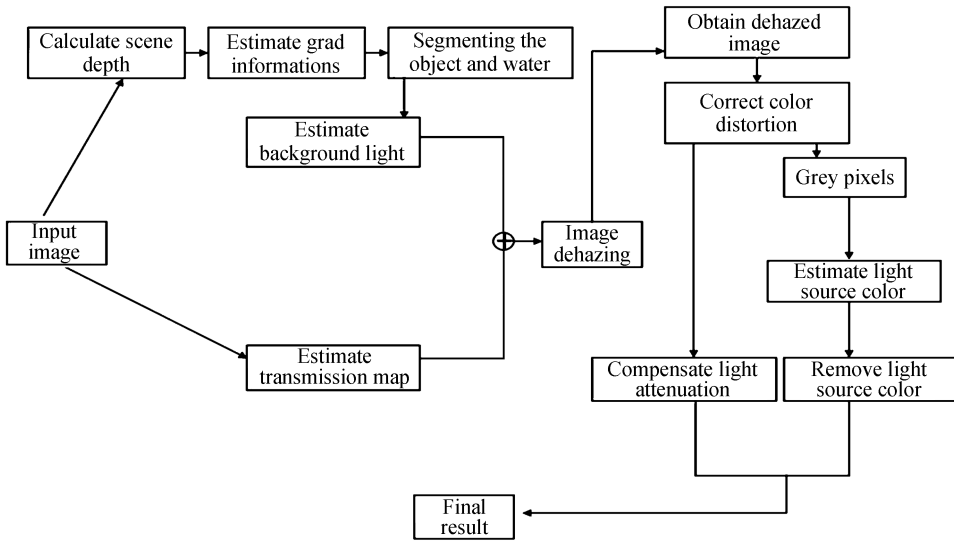 Calculate scene
depth
Estimate grad
informations
Segmenting the
object and water
Obtain dehazed
image
Correct color
distortion
Estimate
background light
Grey pixels
Input
image
Image
dehazing
Estimate light
source color
Estimate
transmission map
Compensate light
attenuation
Remove light
source color
Final
result